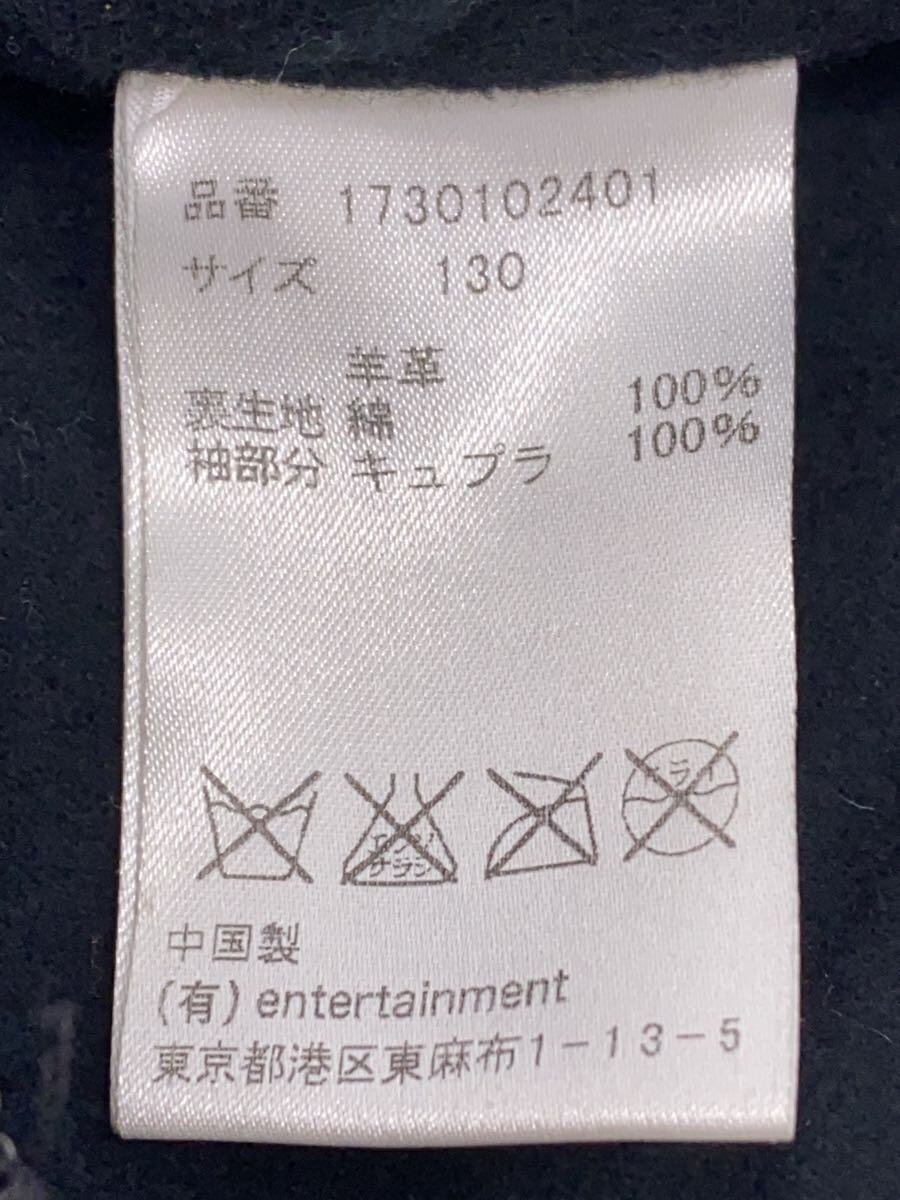 品番 1730102401
サイズ 130
羊革
裏生地 綿 100%
袖部分 キュプラ 100%
中国製
(有) entertainment
東京都港区東麻布1-13-5